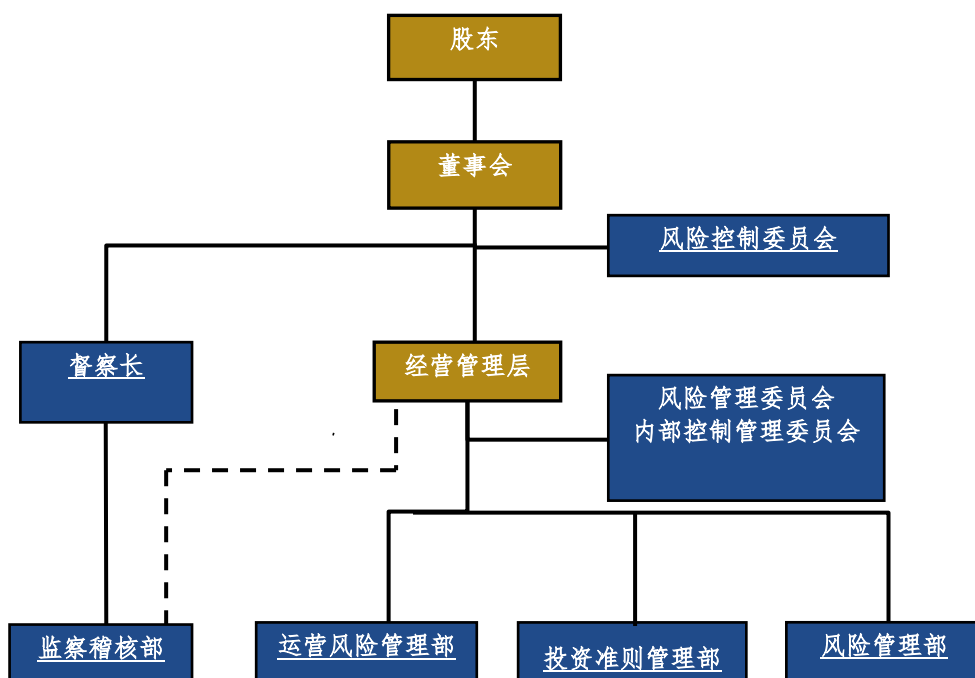 股东
董事会
风险控制委员会
督察长
经营管理层
风险管理委员会
内部控制管理委员会
监察稽核部
运营风险管理部
投资准则管理部
风险管理部